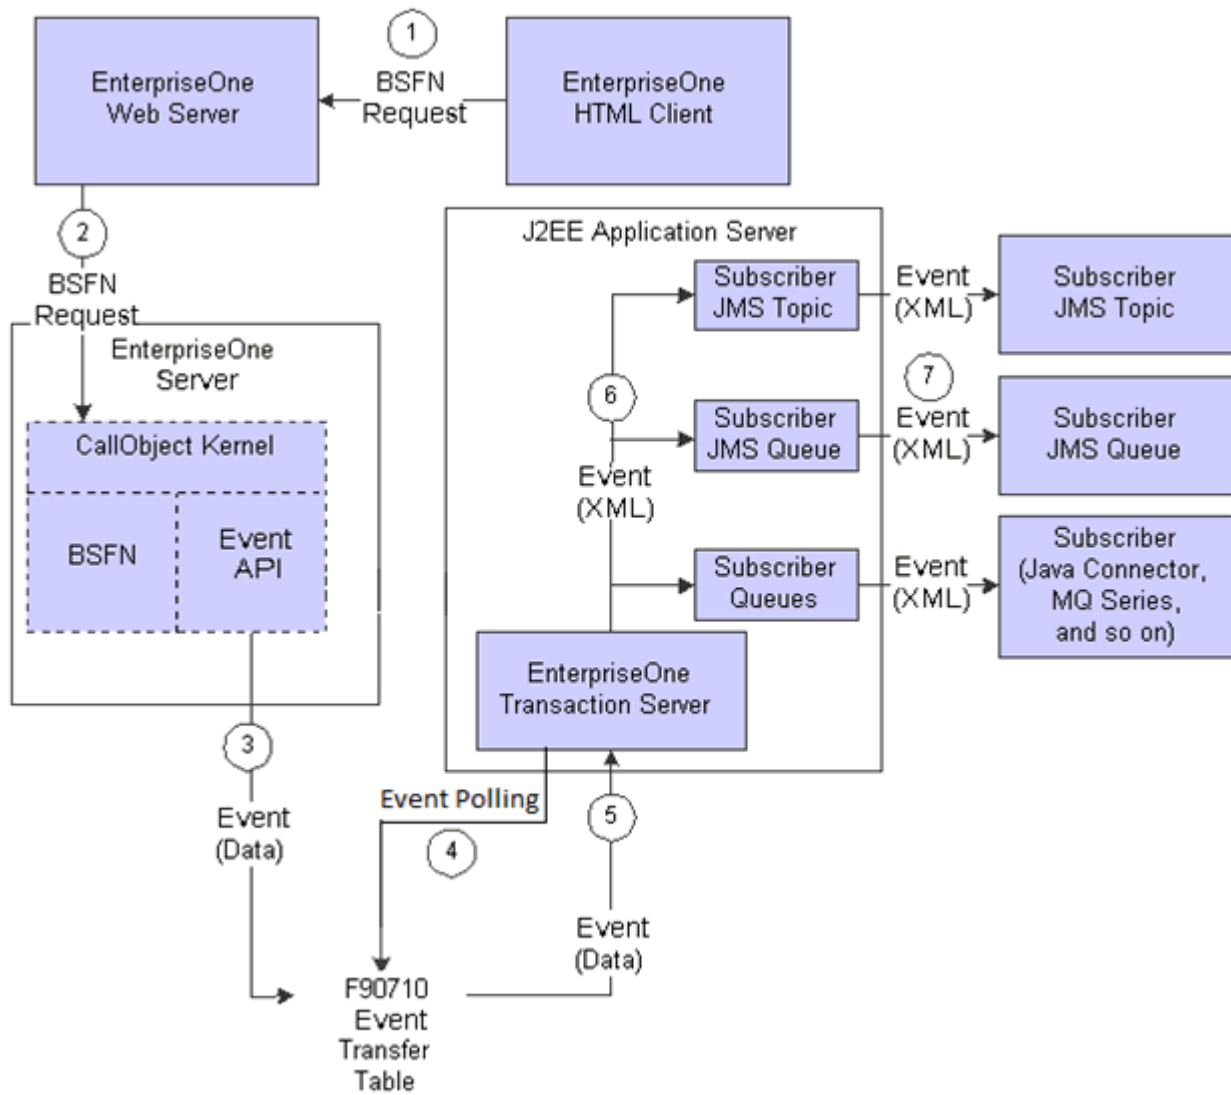 1
EnterpriseOne
Web Server
BSFN
Request
EnterpriseOne
HTML Client
2
BSFN
Request
EnterpriseOne
Server
CallObject Kernel
BSFN
Event
API
3
Event
(Data)
J2EE Application Server
Subscriber
JMS Topic
Event
(XML)
Subscriber
JMS Topic
6
7
Subscriber
JMS Queue
Event
(XML)
Subscriber
JMS Queue
Event
(XML)
Subscriber
Queues
Event
(XML)
Subscriber
(Java Connector,
MQ Series,
and so on)
EnterpriseOne
Transaction Server
Event Polling
4
5
Event
(Data)
F90710
Event
Transfer
Table